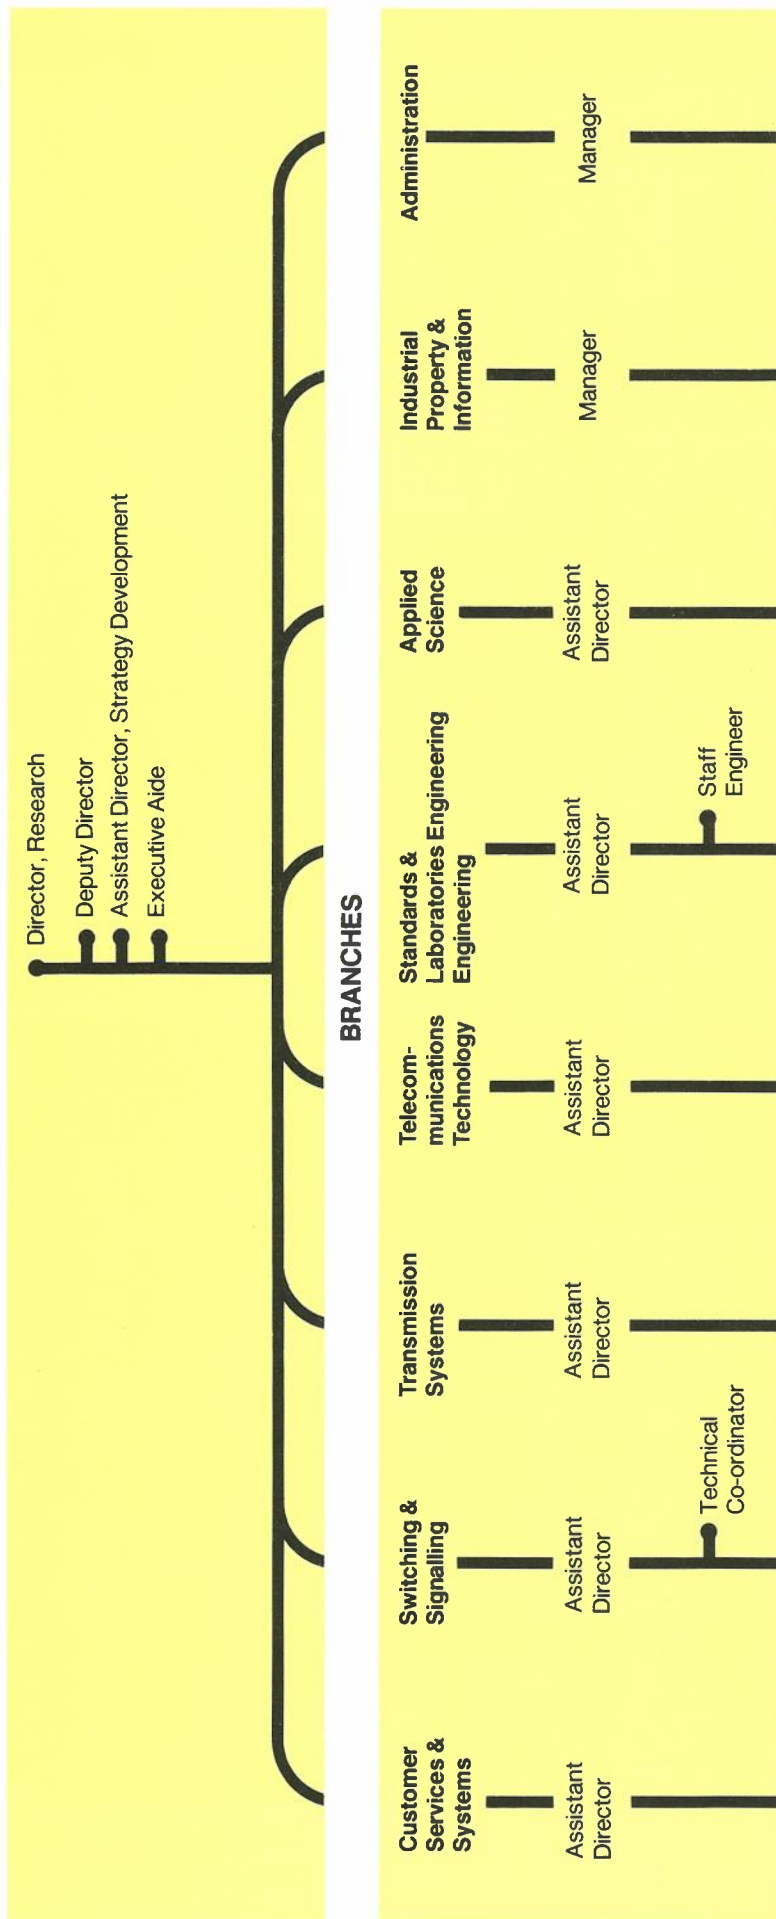 Director, Research
Deputy Director
Assistant Director, Strategy Development
Executive Aide
BRANCHES
Customer
Services &
Systems
Assistant
Director
Switching &
Signalling
Assistant
Director
Technical
Co-ordinator
Transmission
Systems
Assistant
Director
Telecom-
munications
Technology
Assistant
Director
Standards &
Laboratories Engineering
Engineering
Assistant
Director
Staff
Engineer
Applied
Science
Assistant
Director
Industrial
Property &
Information
Manager
Administration
Manager